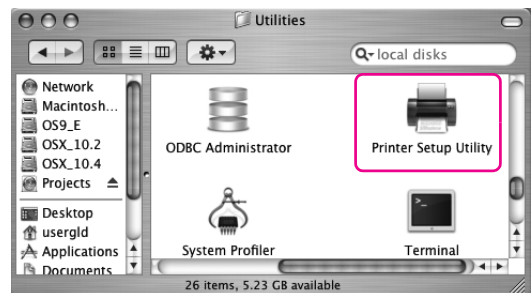 Utilities
local disks
Network
Macintosh...
OS9_E
OSX_10.2
OSX_10.4
Projects
Desktop
usergld
Applications
Documents
ODBC Administrator
Printer Setup Utility
System Profiler
Terminal
26 items, 5.23 GB available